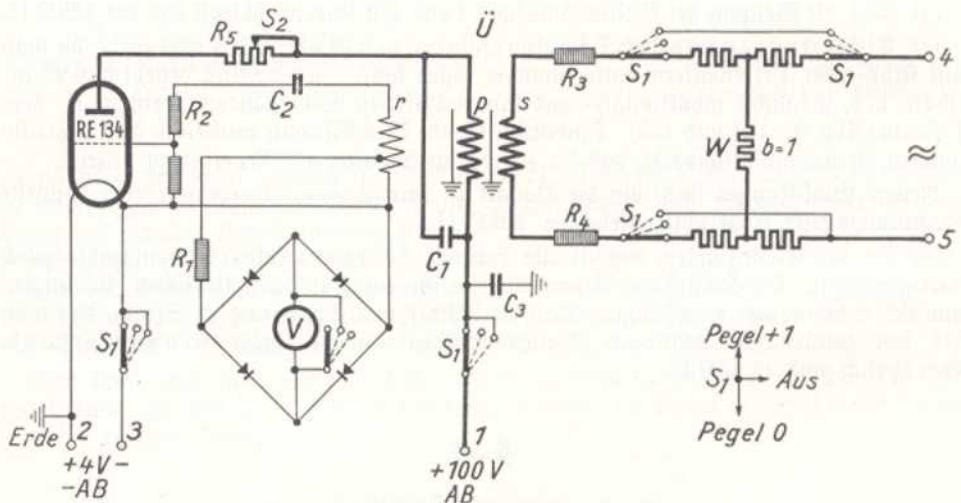 R5 S2 Ü
R3 S1 S1 4
RE 134 R2 C2 r p s
W b=1 ≈
R4 S1 5
R1 C1
C3
V
S1 S1
Pegel +1
S1 Aus
Pegel 0
Erde 2 3 1
+4V – +100 V
–AB AB